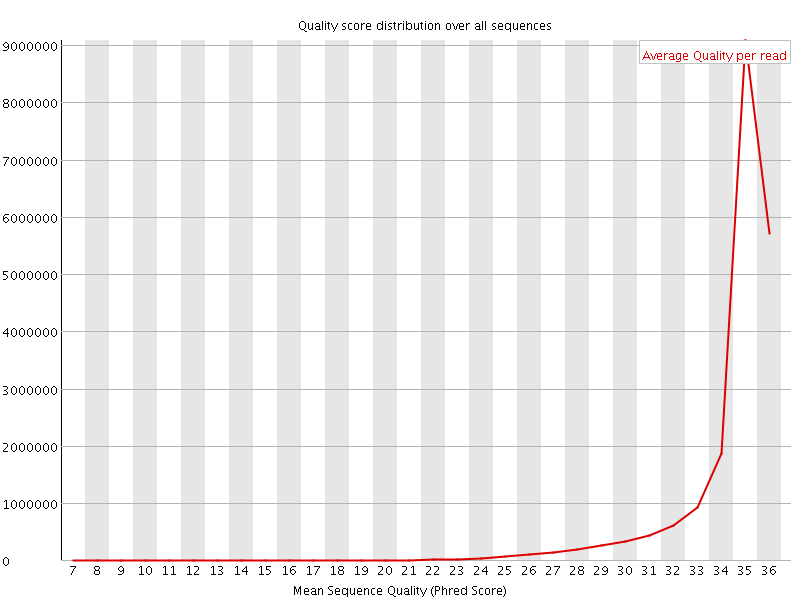 Quality score distribution over all sequences
Average Quality per read
9000000
8000000
7000000
6000000
5000000
4000000
3000000
2000000
1000000
0
7 8 9 10 11 12 13 14 15 16 17 18 19 20 21 22 23 24 25 26 27 28 29 30 31 32 33 34 35 36
Mean Sequence Quality (Phred Score)